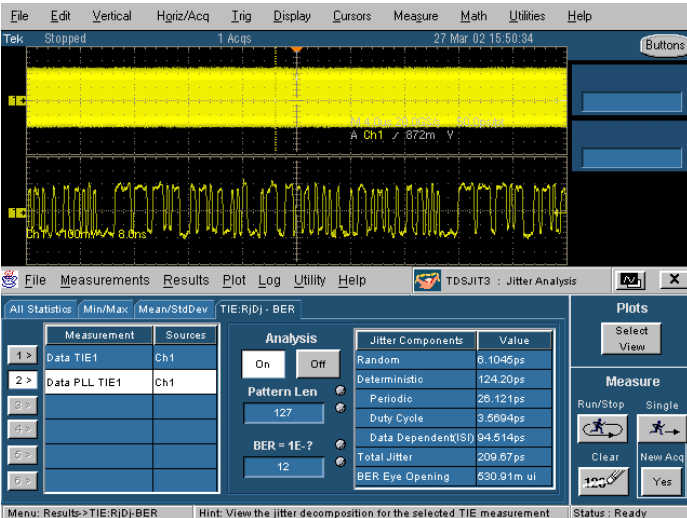 File Edit Vertical Horiz/Acq Trig Display Cursors Measure Math Utilities Help
Tek Stopped 1 Acqs 27 Mar 02 15:50:34
Buttons
A Ch1 872m V
8.0ns
File Measurements Results Plot Log Utility Help
TDSJIT3 : Jitter Analysis X
All Statistics Min/Max Mean/StdDev TIE:RjDj - BER
Measurement Sources
1 > Data TIE1 Ch1
2 > Data PLL TIE1 Ch1
3 >
4 >
5 >
6 >
Analysis
On Off
Pattern Len
127
BER = 1E-?
12
Jitter Components Value
Random 6.1045ps
Deterministic 124.20ps
Periodic 26.121ps
Duty Cycle 3.5694ps
Data Dependent(ISI) 94.514ps
Total Jitter 209.67ps
BER Eye Opening 530.91m ui
Plots
Select
View
Measure
Run/Stop Single
Clear New Acq
Yes
Menu: Results->TIE:RjDj-BER Hint: View the jitter decomposition for the selected TIE measurement Status : Ready